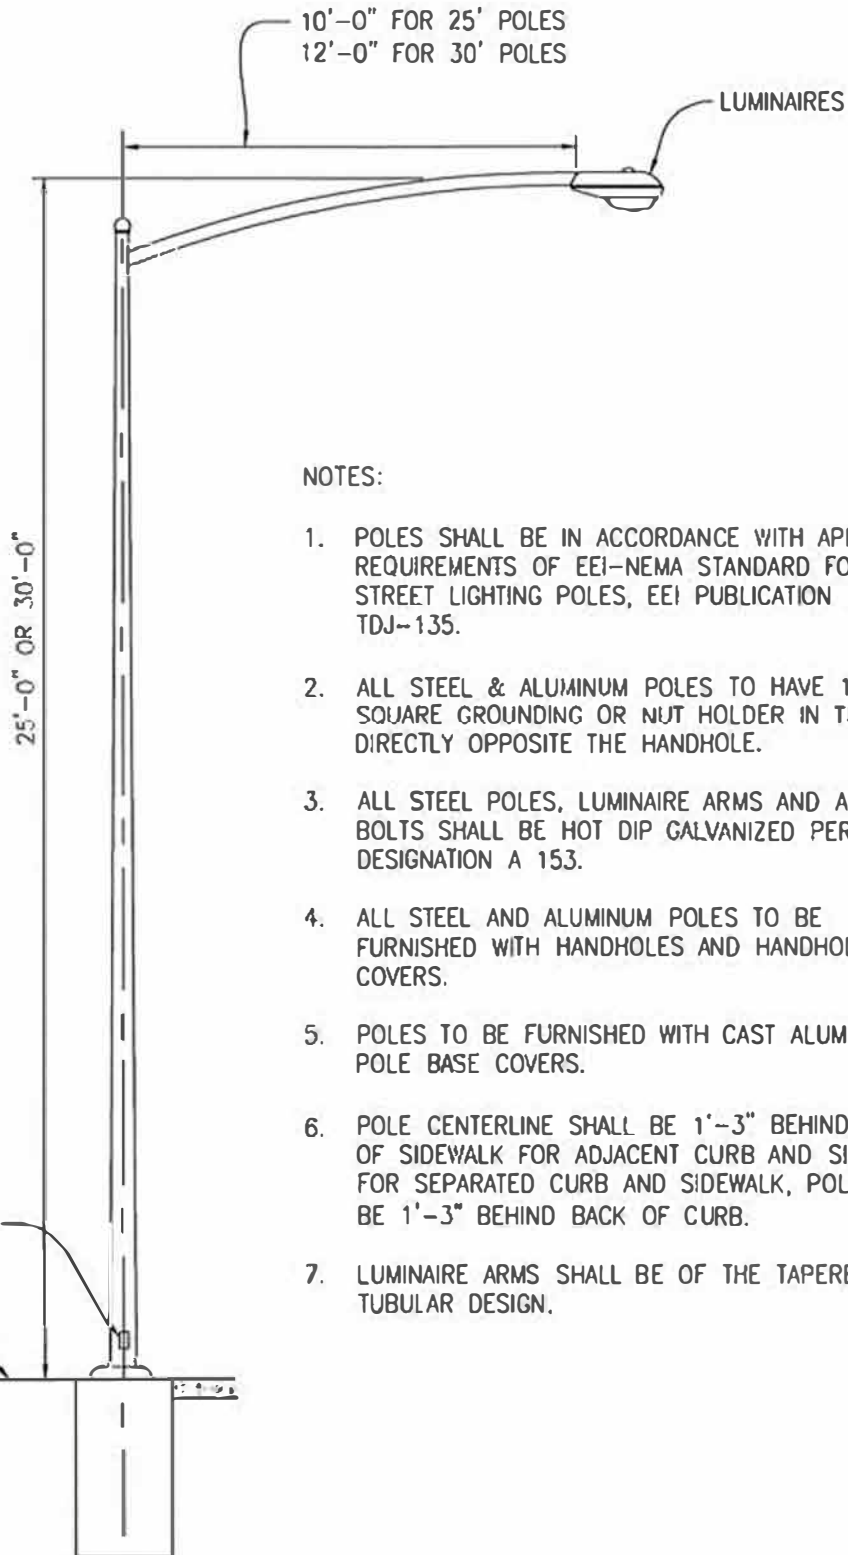 10'-0" FOR 25' POLES
12'-0" FOR 30' POLES
LUMINAIRES
25'-0" OR 30'-0"
NOTES:
1. POLES SHALL BE IN ACCORDANCE WITH
REQUIREMENTS OF EEI-NEMA STANDARD
STREET LIGHTING POLES, EEI PUBLICATION
TDJ-135.
2. ALL STEEL & ALUMINUM POLES TO HAVE
SQUARE GROUNDING OR NUT HOLDER IN
DIRECTLY OPPOSITE THE HANDHOLE.
3. ALL STEEL POLES, LUMINAIRE ARMS AND
BOLTS SHALL BE HOT DIP GALVANIZED PER
DESIGNATION A 153.
4. ALL STEEL AND ALUMINUM POLES TO BE
FURNISHED WITH HANDHOLES AND
COVERS.
5. POLES TO BE FURNISHED WITH CAST
POLE BASE COVERS.
6. POLE CENTERLINE SHALL BE 1'-3" BEHIND
OF SIDEWALK FOR ADJACENT CURB AND
FOR SEPARATED CURB AND SIDEWALK,
BE 1'-3" BEHIND BACK OF CURB.
7. LUMINAIRE ARMS SHALL BE OF THE
TUBULAR DESIGN.